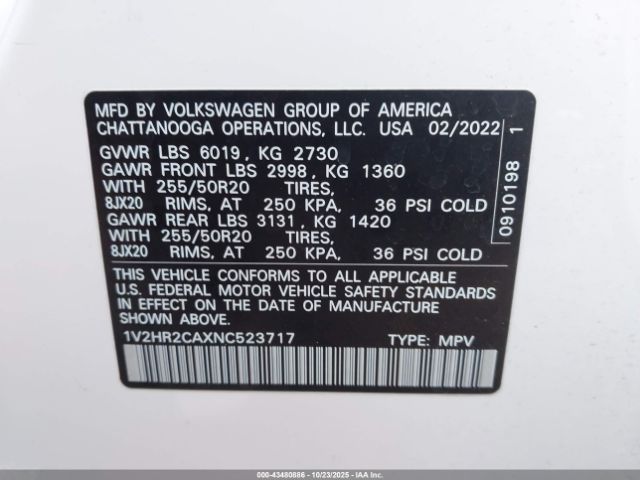 MFD BY VOLKSWAGEN GROUP OF AMERICA
CHATTANOOGA OPERATIONS, LLC. USA 02/2022
GVWR LBS 6019, KG 2730
GAWR FRONT LBS 2998, KG 1360
WITH 255/50R20 TIRES,
8JX20 RIMS, AT 250 KPA, 36 PSI COLD
GAWR REAR LBS 3131, KG 1420
WITH 255/50R20 TIRES,
8JX20 RIMS, AT 250 KPA, 36 PSI COLD
THIS VEHICLE CONFORMS TO ALL APPLICABLE
U.S. FEDERAL MOTOR VEHICLE SAFETY STANDARDS
IN EFFECT ON THE DATE OF MANUFACTURE
SHOWN ABOVE.
1V2HR2CAXNC523717 TYPE: MPV
0910198 1
000-43480886 - 10/23/2025 - COPART.COM